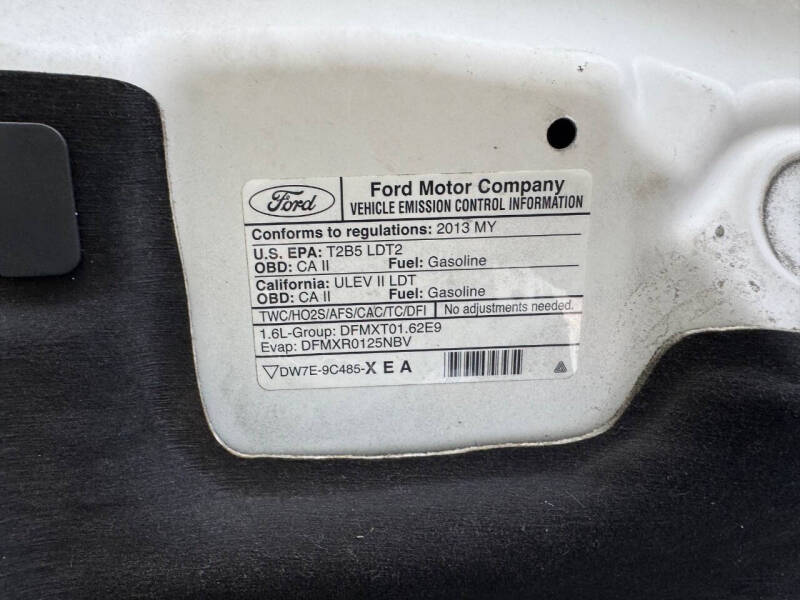 Ford
Ford Motor Company
VEHICLE EMISSION CONTROL INFORMATION
Conforms to regulations: 2013 MY
U.S. EPA: T2B5 LDT2
OBD: CA II Fuel: Gasoline
California: ULEV II LDT
OBD: CA II Fuel: Gasoline
TWC/HO2S/AFS/CAC/TC/DFI No adjustments needed.
1.6L-Group: DFMXT01.62E9
Evap: DFMXR0125NBV
DW7E-9C485-X E A